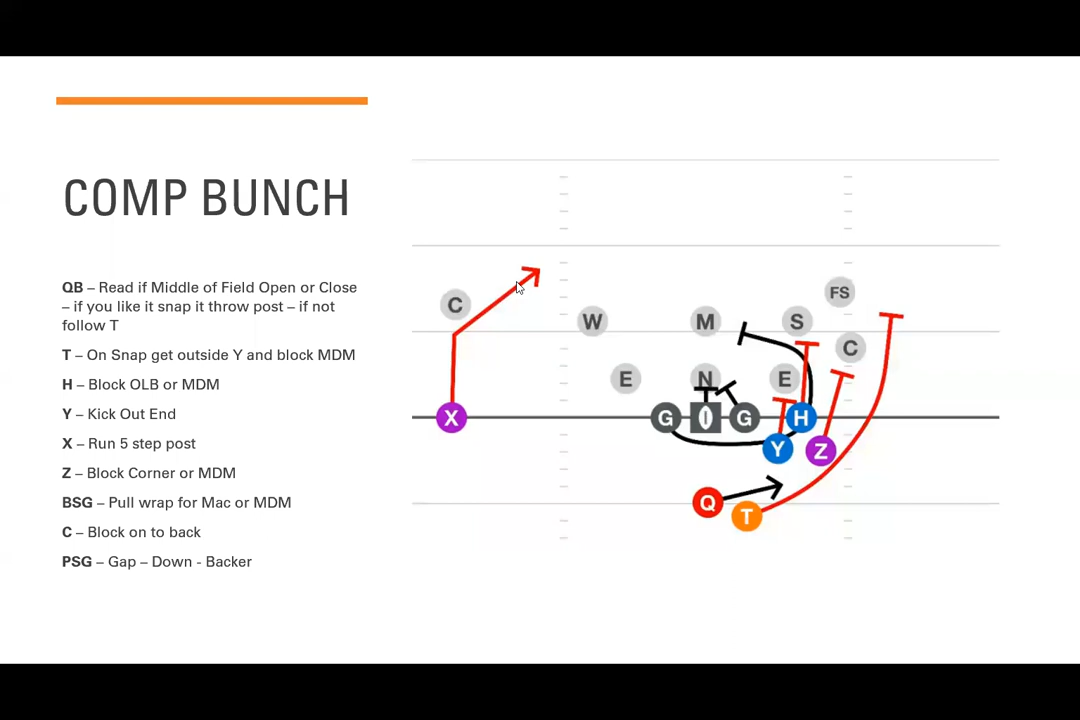 COMP BUNCH
QB – Read if Middle of Field Open or Close
– if you like it snap it throw post – if not
follow T
T – On Snap get outside Y and block MDM
H – Block OLB or MDM
Y – Kick Out End
X – Run 5 step post
Z – Block Corner or MDM
BSG – Pull wrap for Mac or MDM
C – Block on to back
PSG – Gap – Down - Backer
FS
C
W
M
S
C
E
N
E
X
G
G
H
Y
Z
Q
T